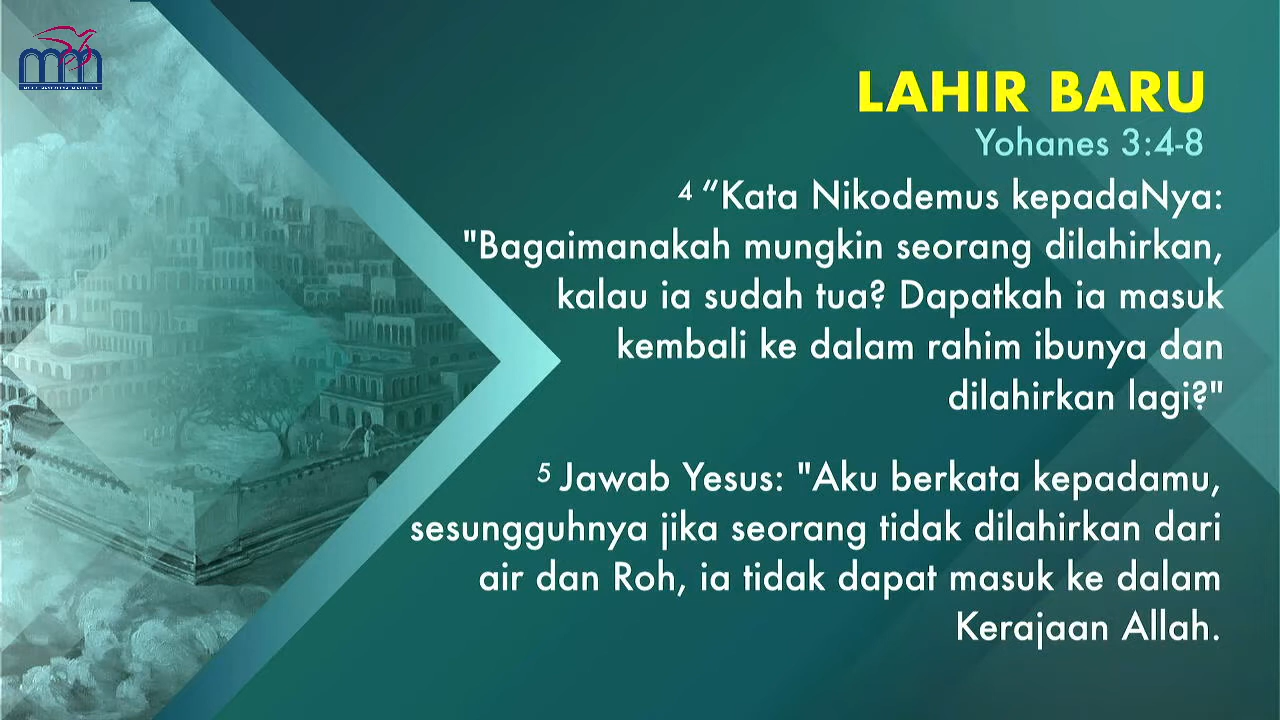 LAHIR BARU
Yohanes 3:4-8
4 “Kata Nikodemus kepadaNya:
"Bagaimanakah mungkin seorang dilahirkan,
kalau ia sudah tua? Dapatkah ia masuk
kembali ke dalam rahim ibunya dan
dilahirkan lagi?"
5 Jawab Yesus: "Aku berkata kepadamu,
sesungguhnya jika seorang tidak dilahirkan dari
air dan Roh, ia tidak dapat masuk ke dalam
Kerajaan Allah.